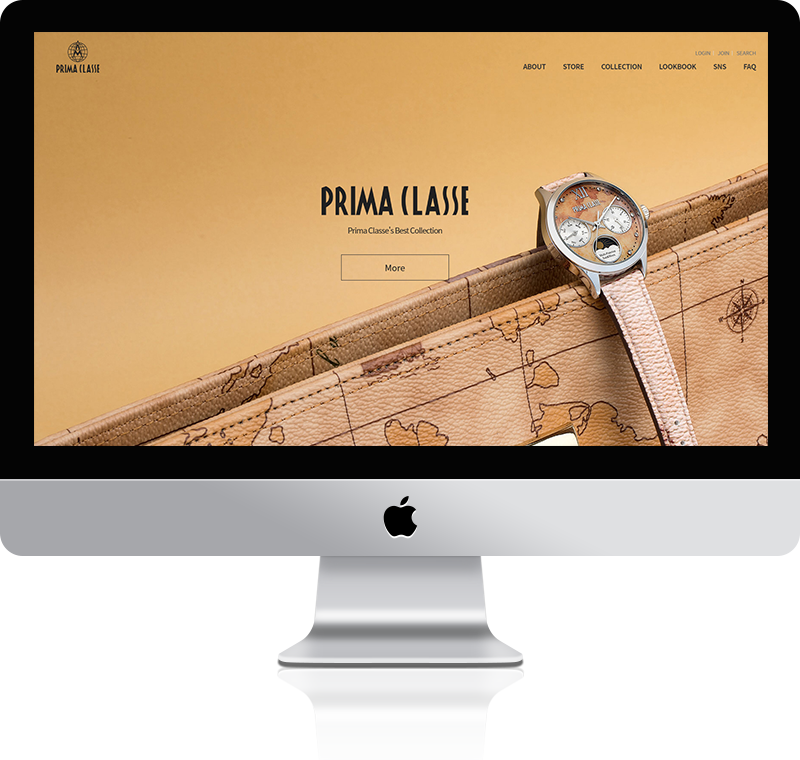 PRIMA CLASSE
LOGIN JOIN SEARCH
ABOUT STORE COLLECTION LOOKBOOK SNS FAQ
PRIMA CLASSE
Prima Classe's Best Collection
More